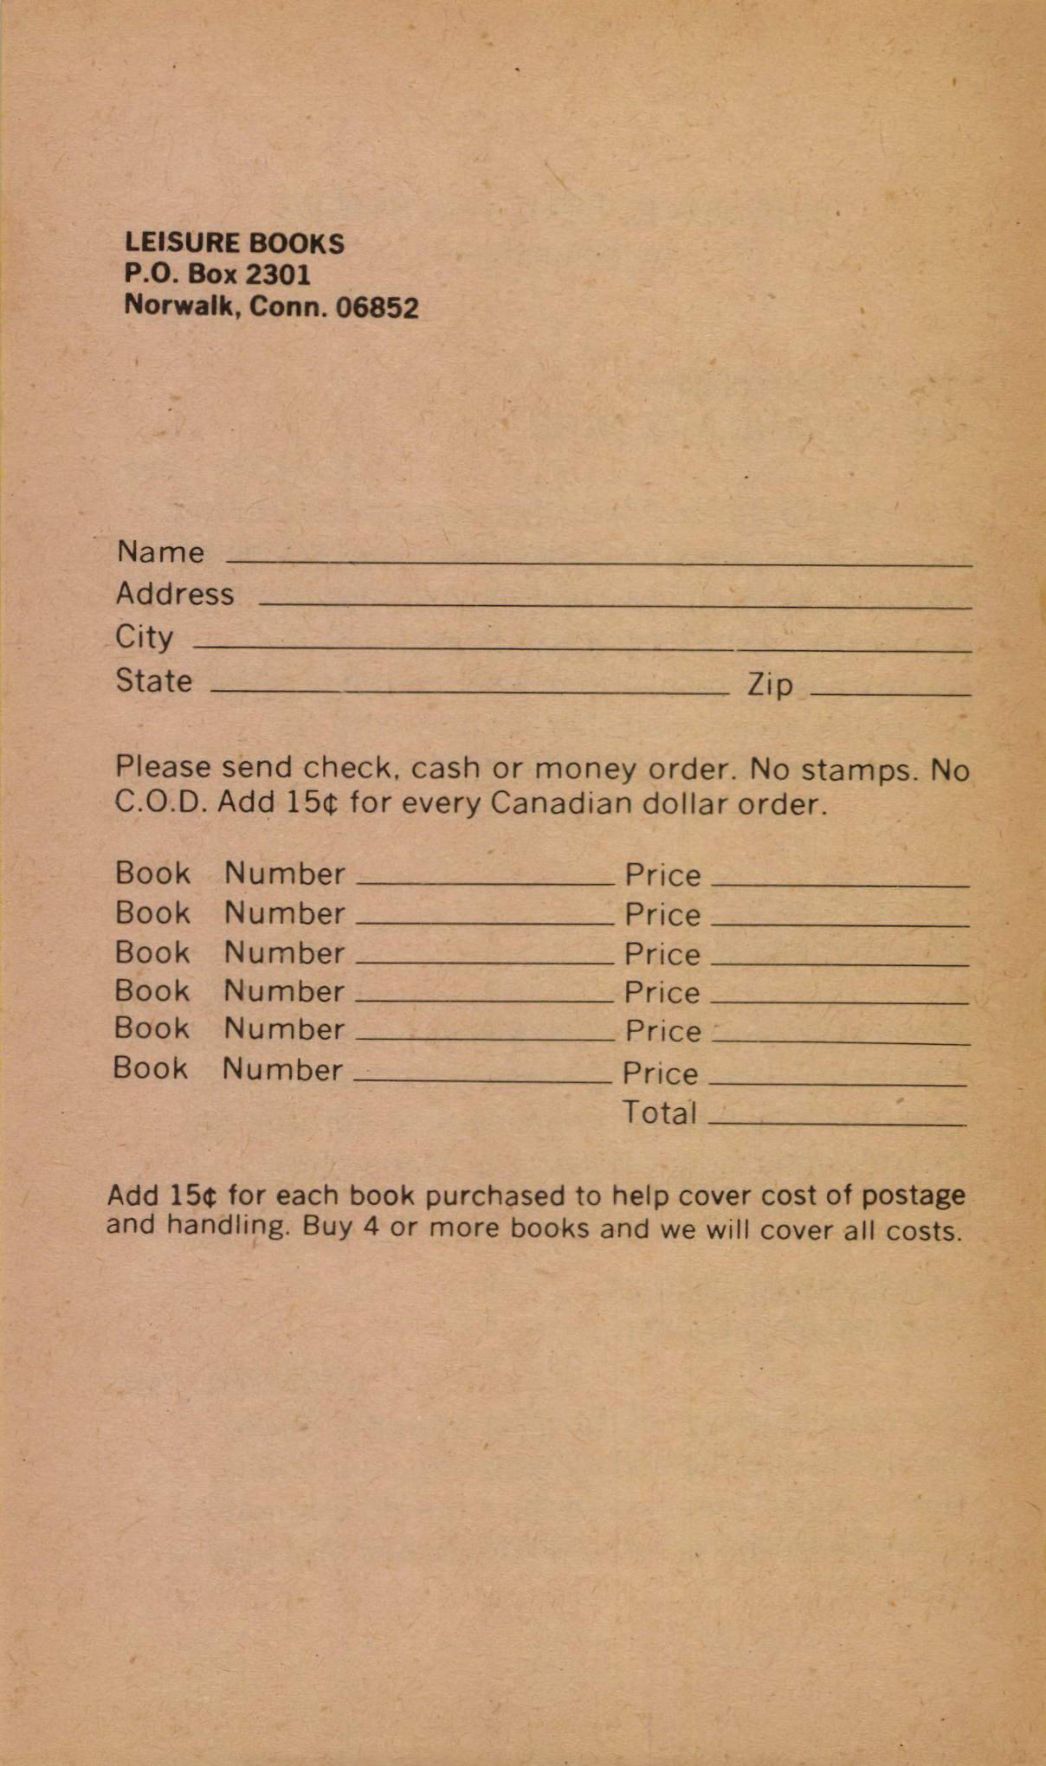 LEISURE BOOKS
P.O. Box 2301
Norwalk, Conn. 06852
Name
Address
City
State Zip
Please send check, cash or money order. No stamps. No
C.O.D. Add 15¢ for every Canadian dollar order.
Book Number Price
Book Number Price
Book Number Price
Book Number Price
Book Number Price
Book Number Price
Total
Add 15¢ for each book purchased to help cover cost of postage
and handling. Buy 4 or more books and we will cover all costs.